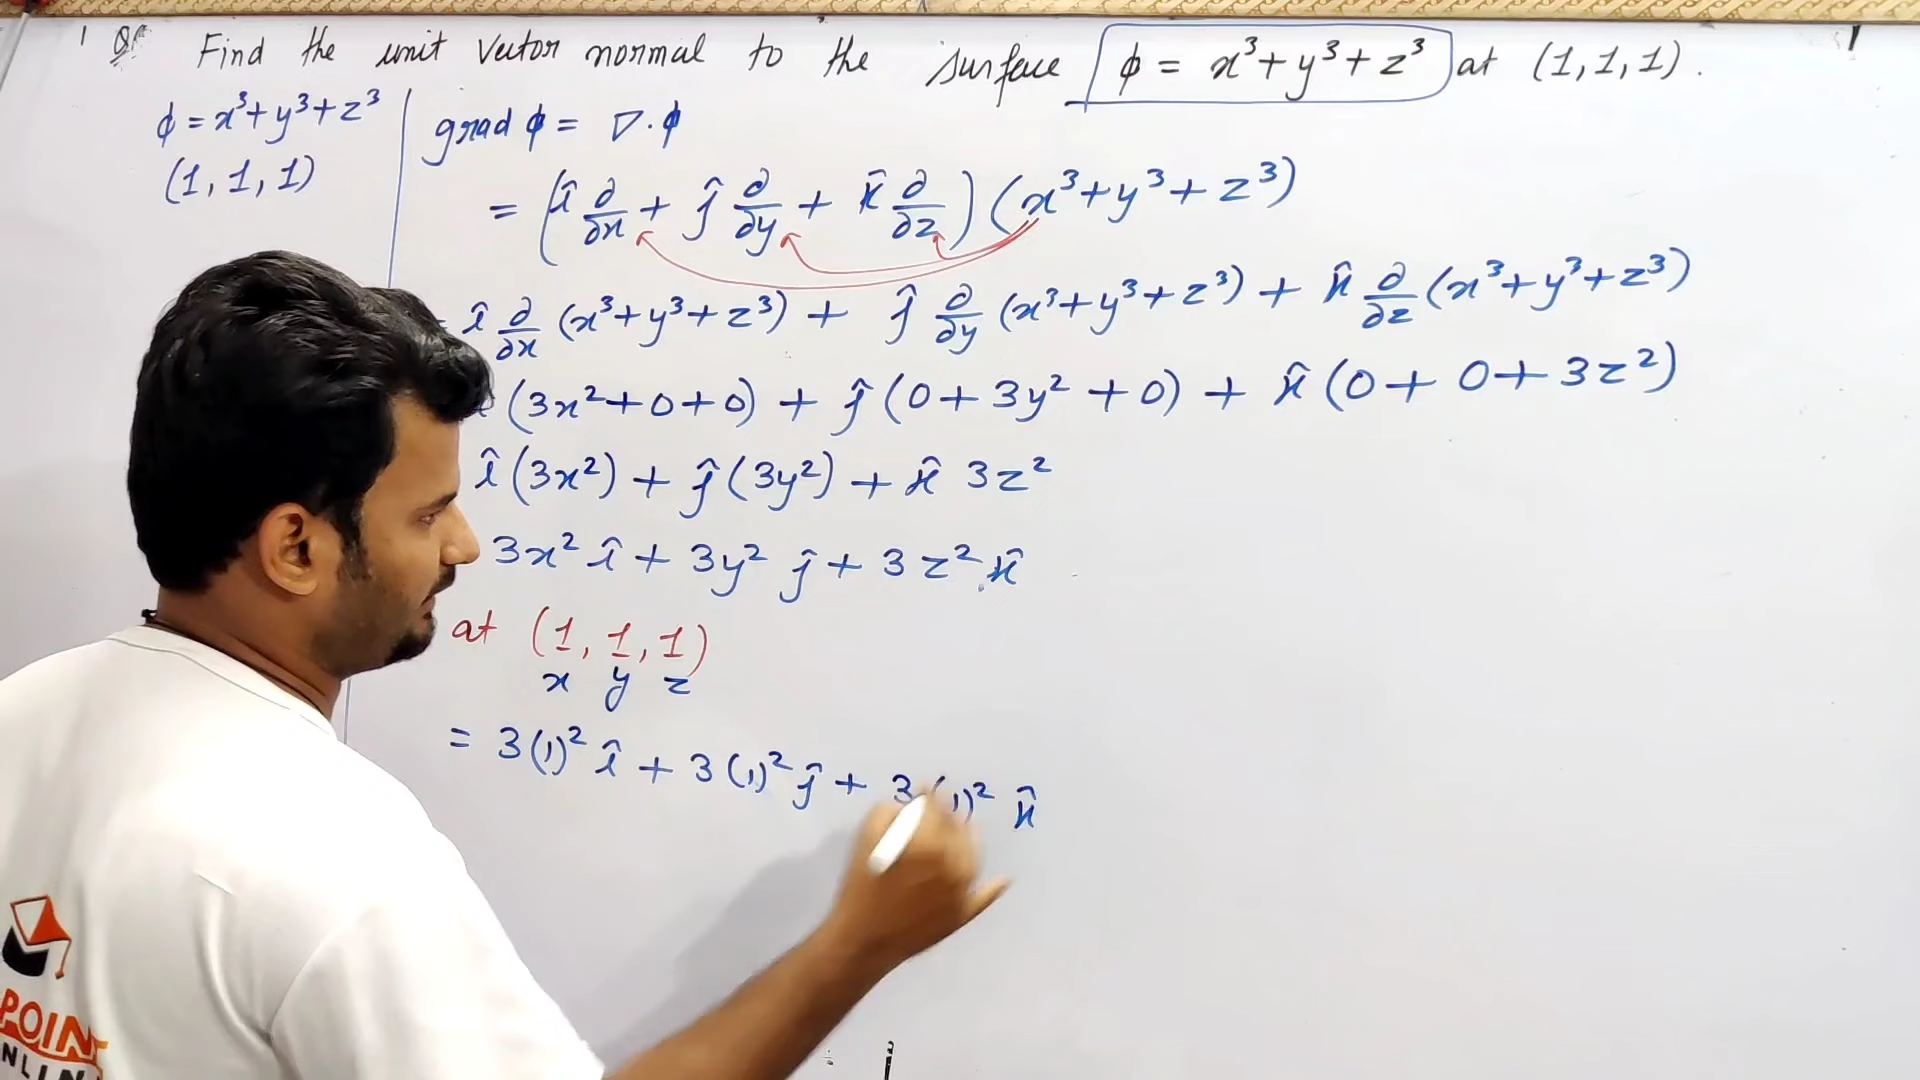 Q1. Find the unit vector normal to the surface ϕ = x³+y³+z³ at (1,1,1).
ϕ = x³+y³+z³
(1,1,1)
grad ϕ = ∇.ϕ
= (î ∂/∂x + ĵ ∂/∂y + k̂ ∂/∂z) (x³+y³+z³)
= î ∂/∂x (x³+y³+z³) + ĵ ∂/∂y (x³+y³+z³) + k̂ ∂/∂z (x³+y³+z³)
(3x²+0+0) + ĵ (0+3y²+0) + k̂ (0+0+3z²)
î (3x²) + ĵ (3y²) + k̂ 3z²
3x² î + 3y² ĵ + 3z² k̂
at (1,1,1)
x y z
= 3(1)² î + 3(1)² ĵ + 3(1)² k̂
POIN
NLIN